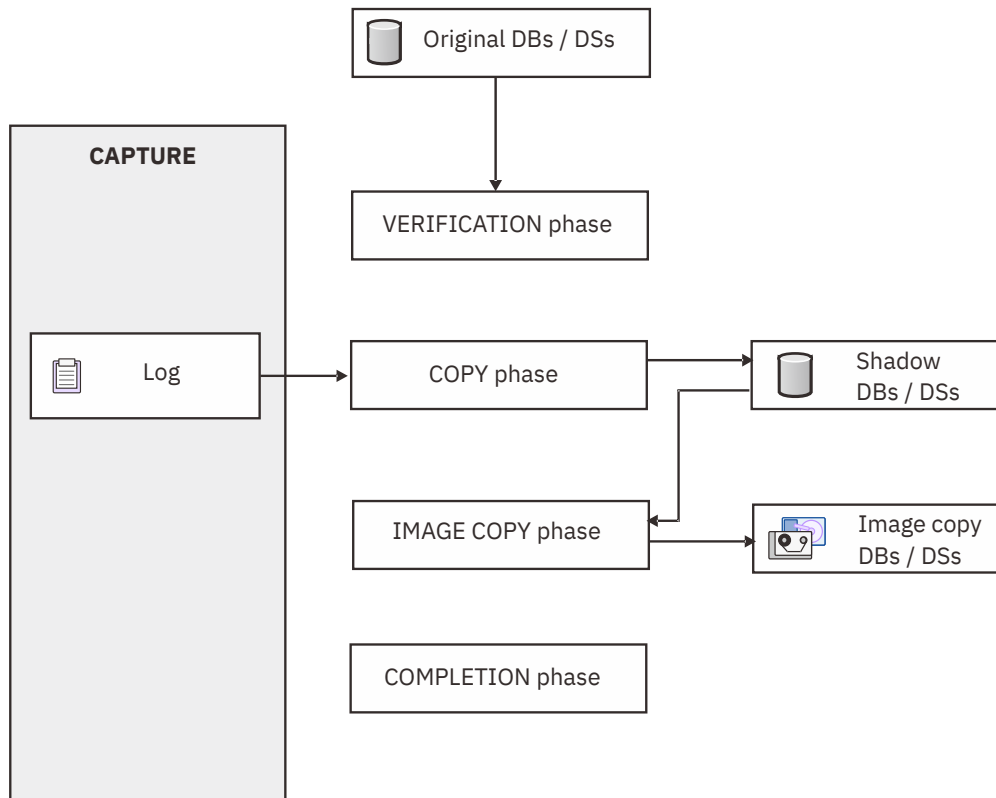 Original DBs / DSs
CAPTURE
VERIFICATION phase
Log
COPY phase
Shadow
DBs / DSs
IMAGE COPY phase
Image copy
DBs / DSs
COMPLETION phase